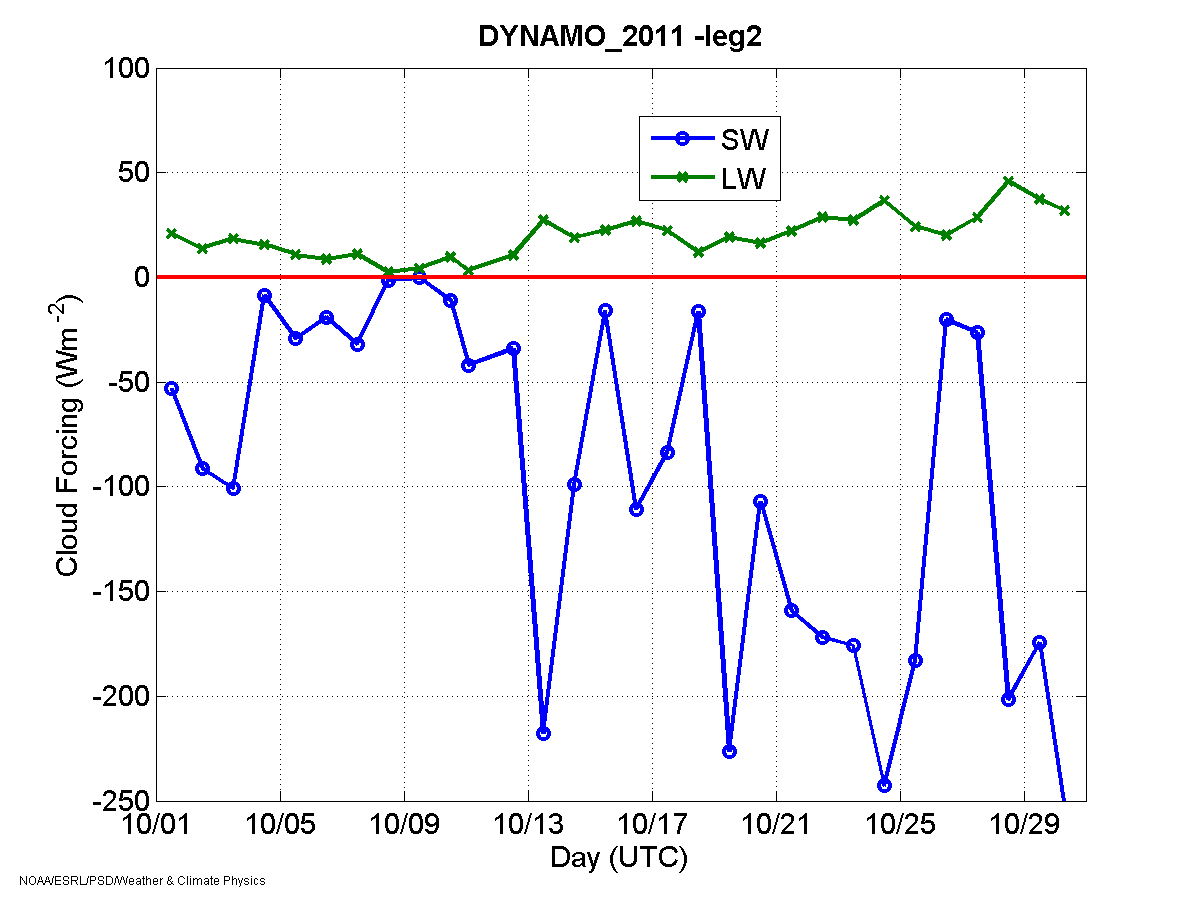 DYNAMO_2011 -leg2
100
50
0
-50
-100
-150
-200
-250
Cloud Forcing (Wm-2)
SW
LW
10/01 10/05 10/09 10/13 10/17 10/21 10/25 10/29
Day (UTC)
NOAA/ESRL/PSD/Weather & Climate Physics